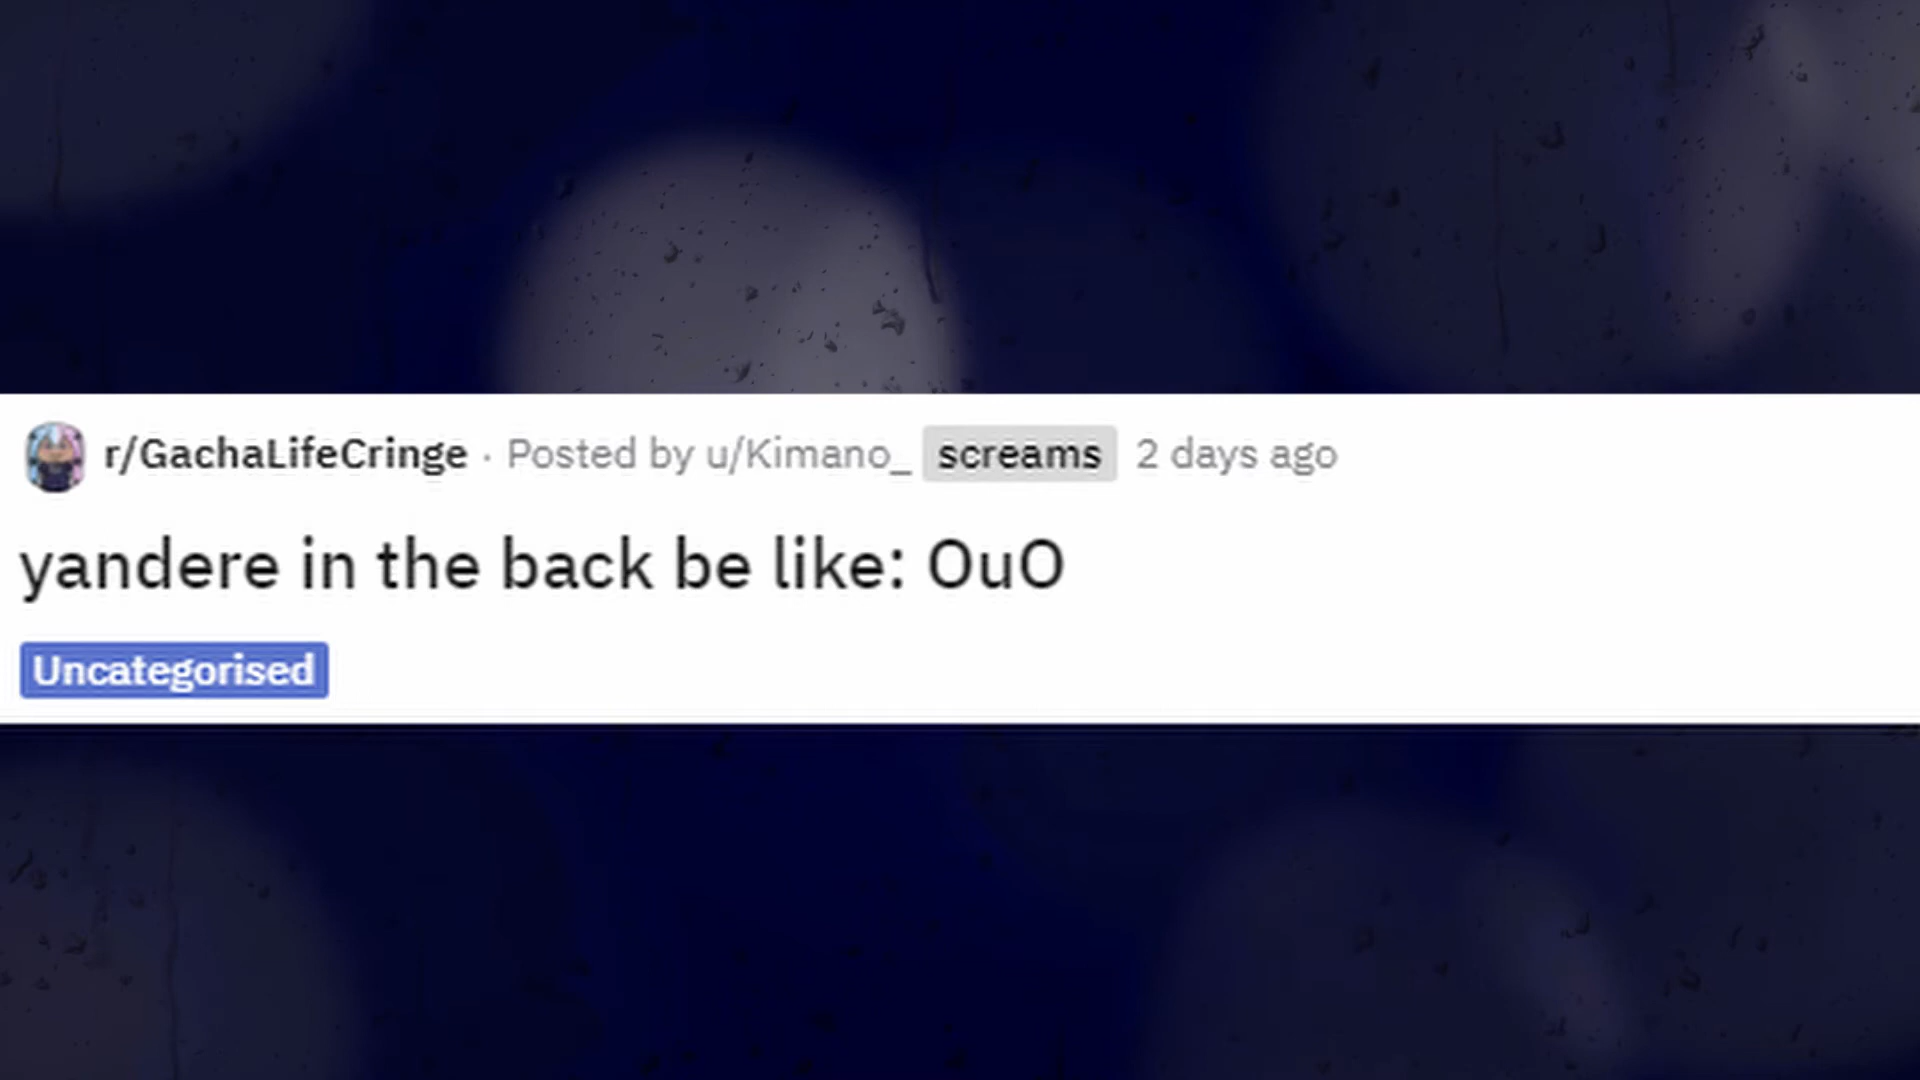 r/GachaLifeCringe · Posted by u/Kimano_ screams 2 days ago
yandere in the back be like: OuO
Uncategorised